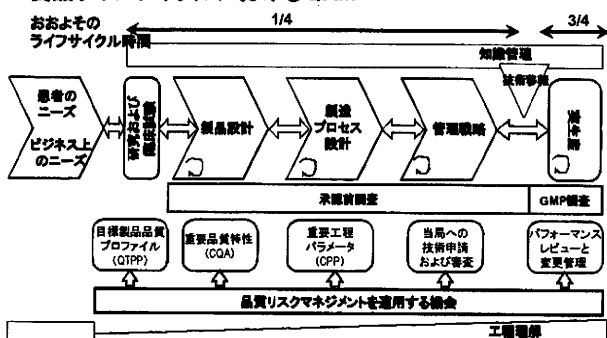 おおよその
ライフサイクル時間
1/4
3/4
知識管理
技術移転
患者の
ニーズ
ビジネス上
のニーズ
および
製品設計
製造
プロセス
設計
管理戦略
実生産
承認前調査
GMP調査
目標製品品質
プロファイル
(QTPP)
重要品質特性
(CQA)
重要工程
パラメータ
(CPP)
当局への
技術申請
および審査
パフォーマンス
レビューと
変更管理
品質リスクマネジメントを適用する機会
工程理解